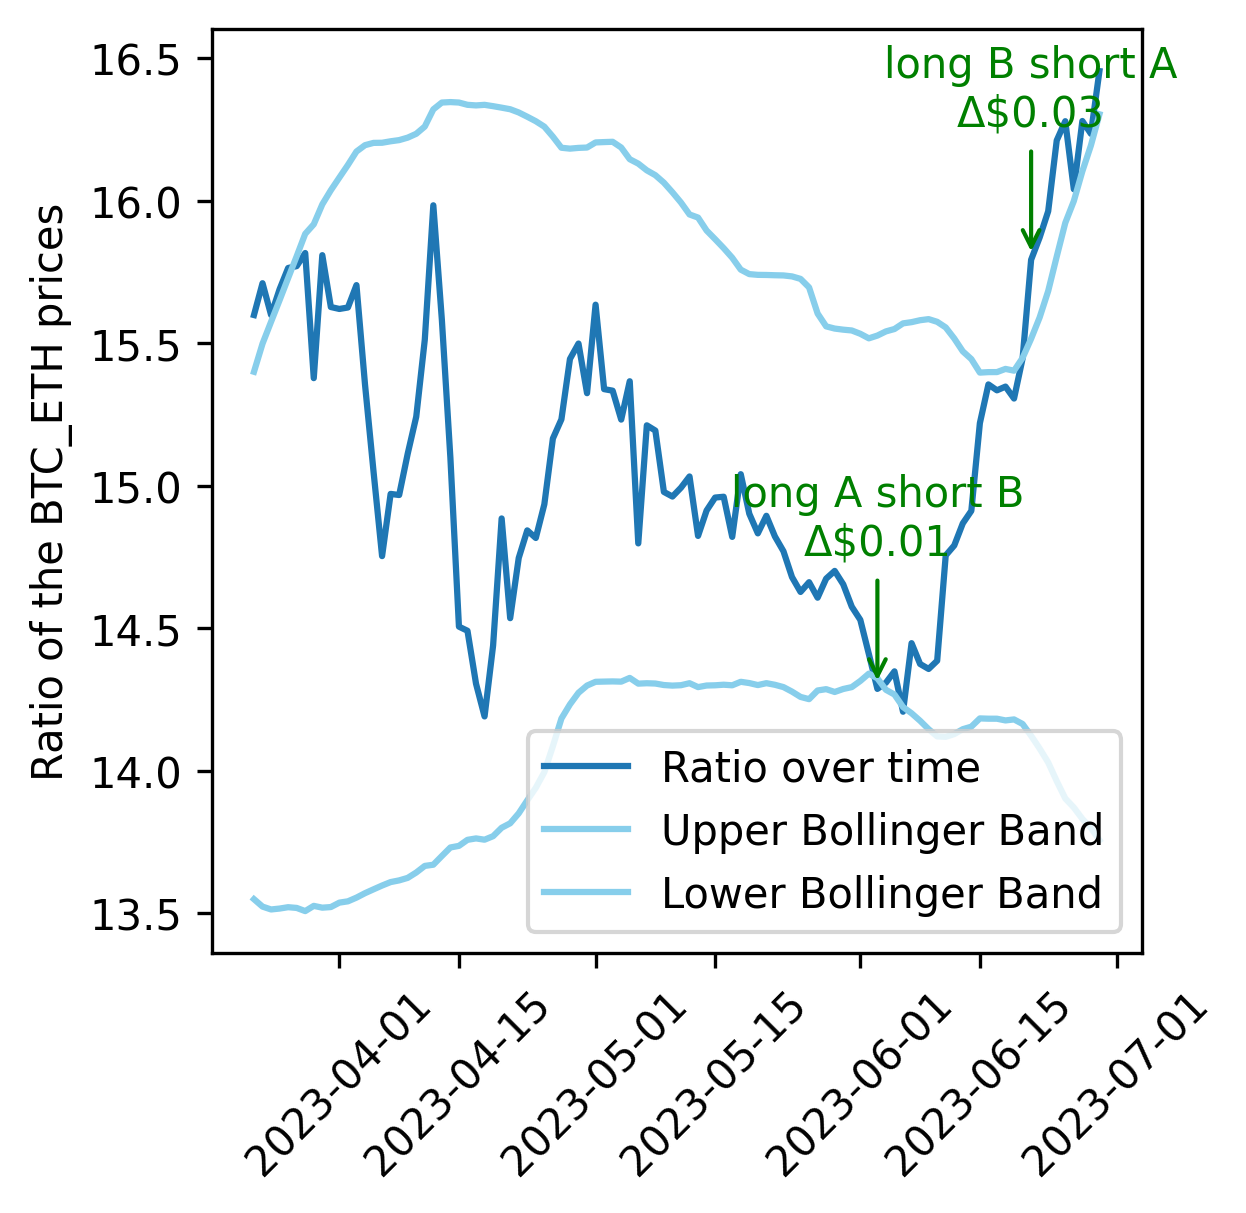 16.5
16.0
15.5
15.0
14.5
14.0
13.5
Ratio of the BTC_ETH prices
long B short A
Δ$0.03
long A short B
Δ$0.01
Ratio over time
Upper Bollinger Band
Lower Bollinger Band
2023-04-01
2023-04-15
2023-05-01
2023-05-15
2023-06-01
2023-06-15
2023-07-01